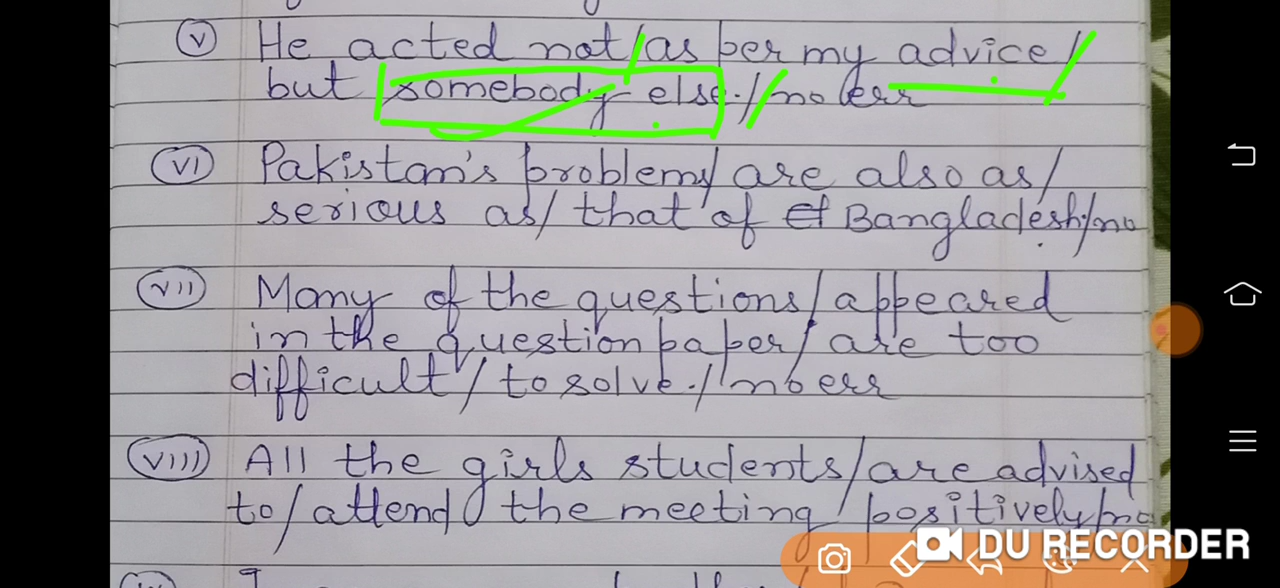 (v) He acted not/as per my advice/
but somebody else./no err
(vi) Pakistan's problems/are also as/
serious as/that of Bangladesh./no
(vii) Many of the questions/appeared
in the question paper/are too
difficult/to solve./no err
(viii) All the girls students/are advised
to/attend the meeting/positively/no
DU RECORDER